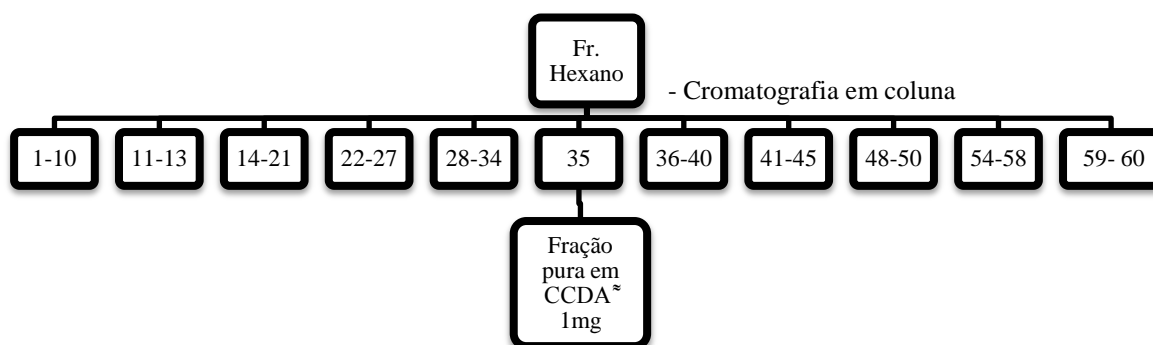 Fr.
Hexano
- Cromatografia em coluna
1-10
11-13
14-21
22-27
28-34
35
36-40
41-45
48-50
54-58
59- 60
Fração
pura em
CCDA≈
1mg